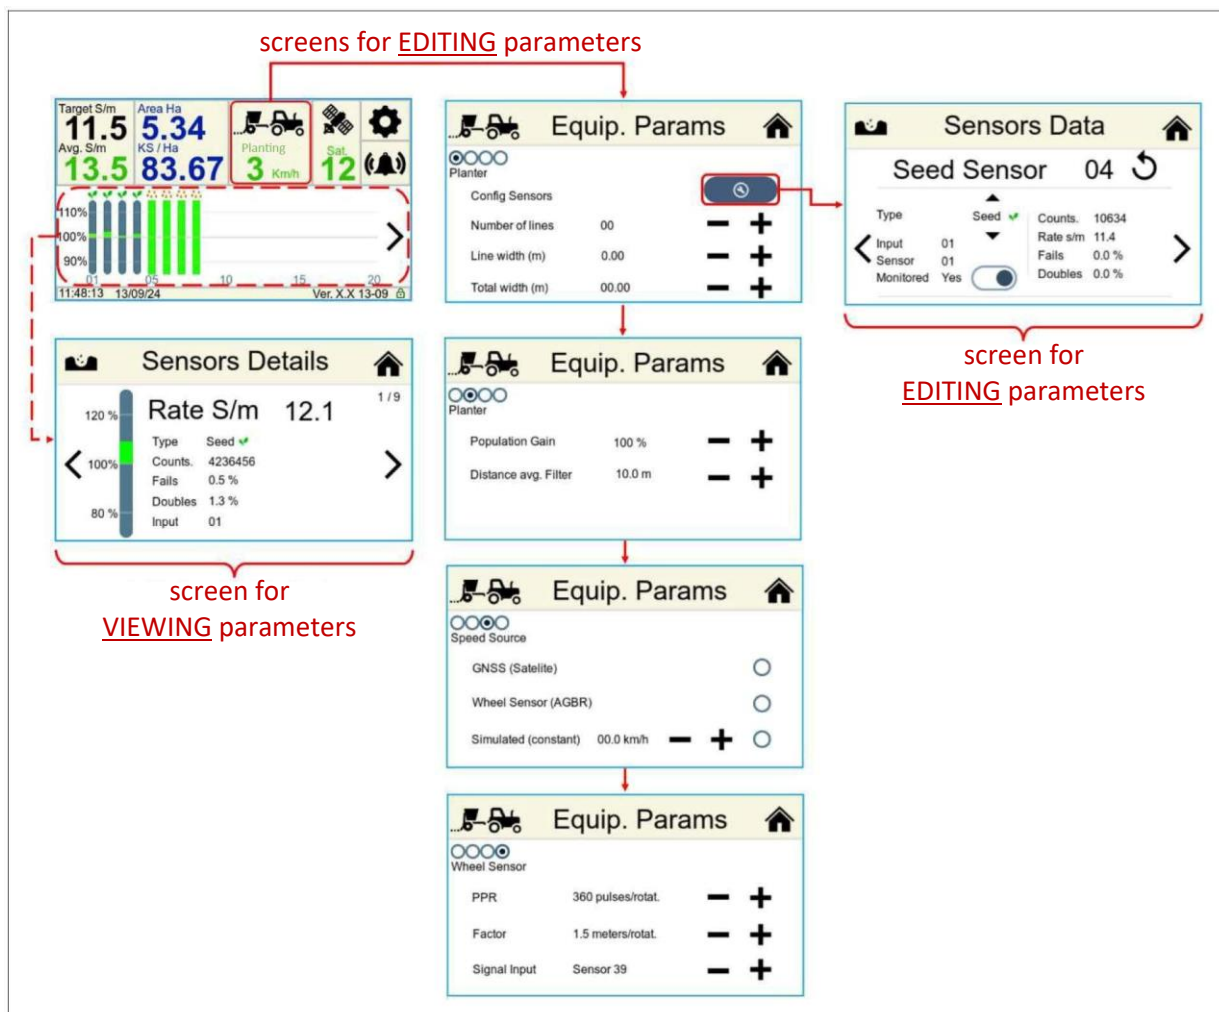 screens for EDITING parameters
Target S/m
11.5
Avg. S/m
13.5
Area Ha
5.34
KS / Ha
83.67
Planting
3 Km/h
Sat.
12
110%
100%
90%
01 05 10 15 20
11:48:13 13/09/24 Ver. X.X 13-09
Equip. Params
Planter
Config Sensors
Number of lines 00
Line width (m) 0.00
Total width (m) 00.00
Sensors Data
Seed Sensor 04
Type Seed
Input 01
Sensor 01
Monitored Yes
Counts. 10634
Rate s/m 11.4
Fails 0.0 %
Doubles 0.0 %
screen for
EDITING parameters
Sensors Details
1 / 9
120 %
100%
80 %
Rate S/m 12.1
Type Seed
Counts. 4236456
Fails 0.5 %
Doubles 1.3 %
Input 01
screen for
VIEWING parameters
Equip. Params
Planter
Population Gain 100 %
Distance avg. Filter 10.0 m
Equip. Params
Speed Source
GNSS (Satelite)
Wheel Sensor (AGBR)
Simulated (constant) 00.0 km/h
Equip. Params
Wheel Sensor
PPR 360 pulses/rotat.
Factor 1.5 meters/rotat.
Signal Input Sensor 39